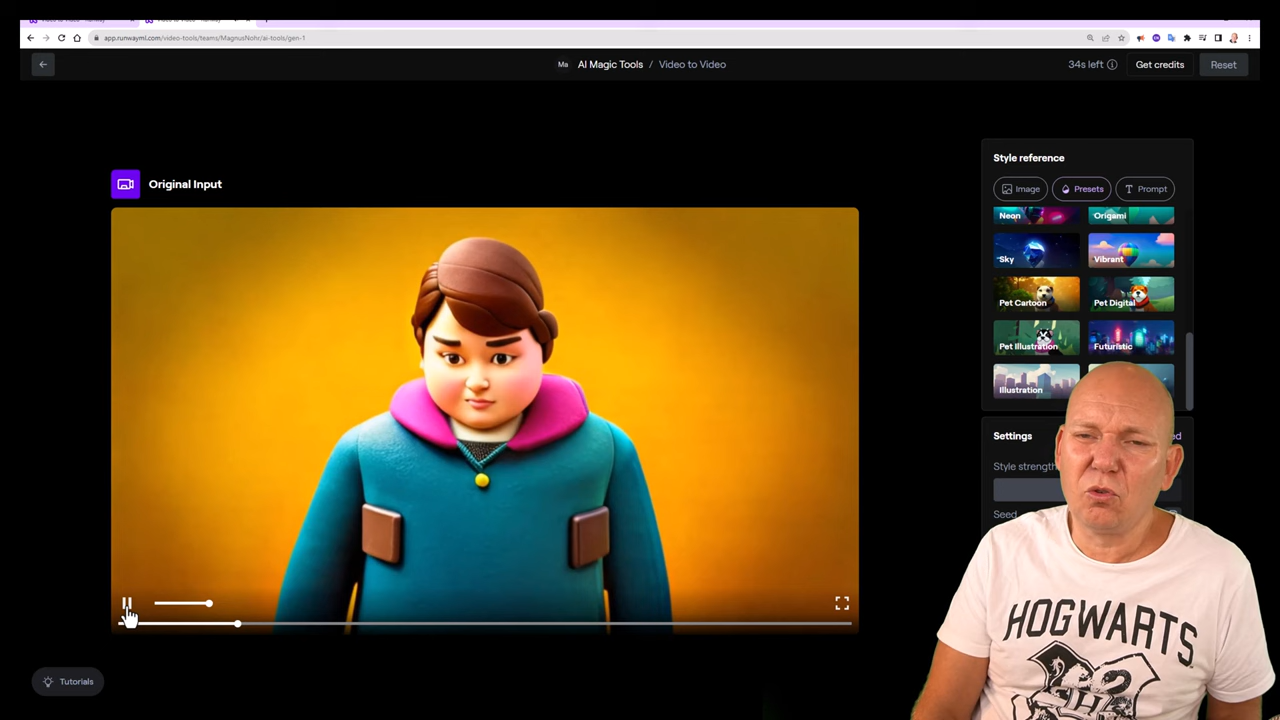 app.runwayml.com/video-tools/teams/MagnusNohr/ai-tools/gen-1
Ma AI Magic Tools / Video to Video
34s left
Get credits
Reset
Original Input
Style reference
Image
Presets
Prompt
Neon
Origami
Sky
Vibrant
Pet Cartoon
Pet Digital
Pet Illustration
Futuristic
Illustration
Settings
Style strength
Seed
Tutorials
HOGWARTS